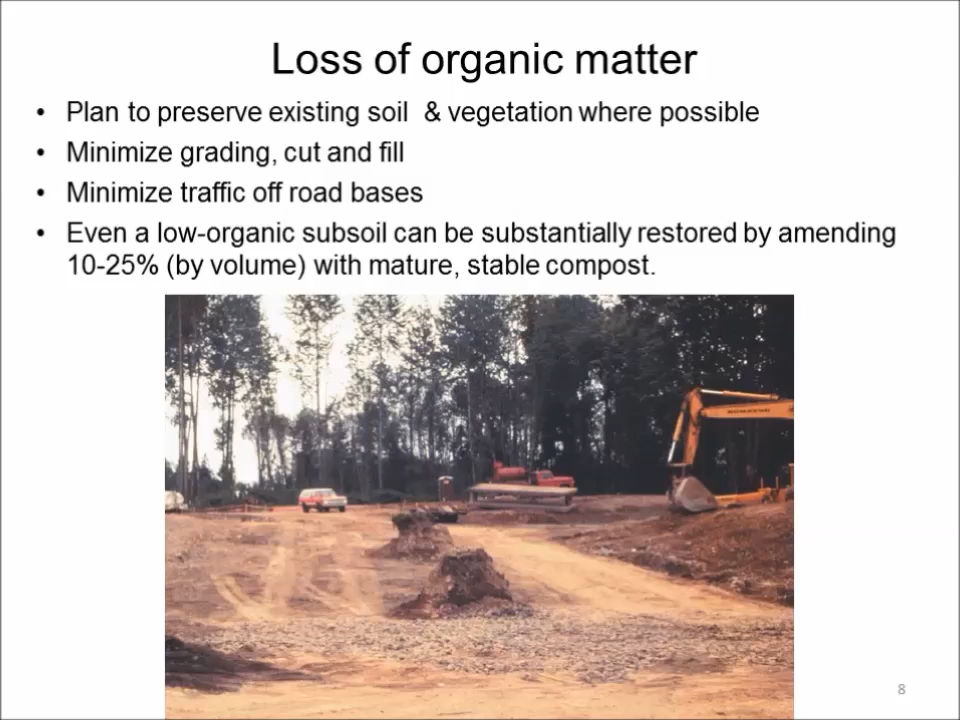 Loss of organic matter
• Plan to preserve existing soil & vegetation where possible
• Minimize grading, cut and fill
• Minimize traffic off road bases
• Even a low-organic subsoil can be substantially restored by amending
10-25% (by volume) with mature, stable compost.
8